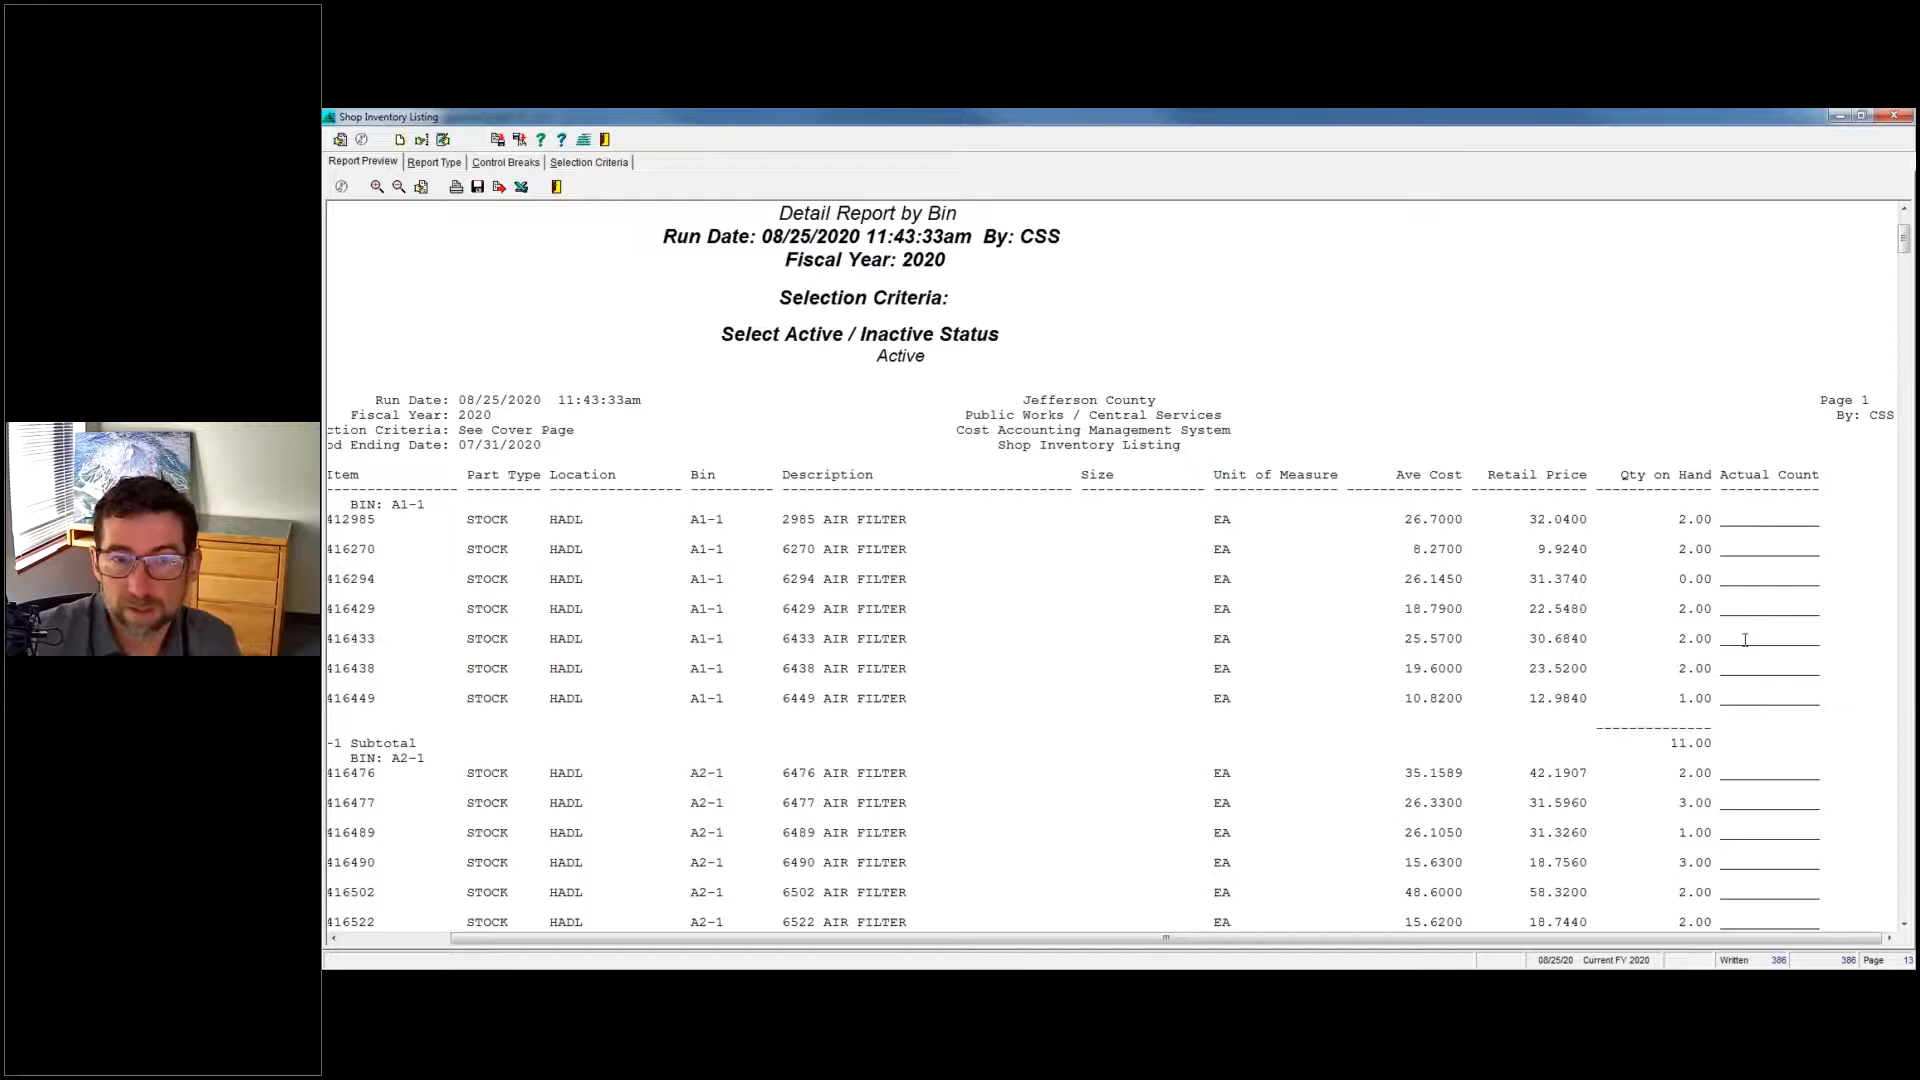 Shop Inventory Listing
Report Preview Report Type Control Breaks Selection Criteria
Detail Report by Bin
Run Date: 08/25/2020 11:43:33am By: CSS
Fiscal Year: 2020
Selection Criteria:
Select Active / Inactive Status
Active
Run Date: 08/25/2020 11:43:33am Jefferson County Page 1
Fiscal Year: 2020 Public Works / Central Services By: CSS
ction Criteria: See Cover Page Cost Accounting Management System
od Ending Date: 07/31/2020 Shop Inventory Listing
Item Part Type Location Bin Description Size Unit of Measure Ave Cost Retail Price Qty on Hand Actual Count
BIN: A1-1
412985 STOCK HADL A1-1 2985 AIR FILTER EA 26.7000 32.0400 2.00
416270 STOCK HADL A1-1 6270 AIR FILTER EA 8.2700 9.9240 2.00
416294 STOCK HADL A1-1 6294 AIR FILTER EA 26.1450 31.3740 0.00
416429 STOCK HADL A1-1 6429 AIR FILTER EA 18.7900 22.5480 2.00
416433 STOCK HADL A1-1 6433 AIR FILTER EA 25.5700 30.6840 2.00
416438 STOCK HADL A1-1 6438 AIR FILTER EA 19.6000 23.5200 2.00
416449 STOCK HADL A1-1 6449 AIR FILTER EA 10.8200 12.9840 1.00
-1 Subtotal 11.00
BIN: A2-1
416476 STOCK HADL A2-1 6476 AIR FILTER EA 35.1589 42.1907 2.00
416477 STOCK HADL A2-1 6477 AIR FILTER EA 26.3300 31.5960 3.00
416489 STOCK HADL A2-1 6489 AIR FILTER EA 26.1050 31.3260 1.00
416490 STOCK HADL A2-1 6490 AIR FILTER EA 15.6300 18.7560 3.00
416502 STOCK HADL A2-1 6502 AIR FILTER EA 48.6000 58.3200 2.00
416522 STOCK HADL A2-1 6522 AIR FILTER EA 15.6200 18.7440 2.00
08/25/20 Current FY 2020 Written 386 386 Page 13